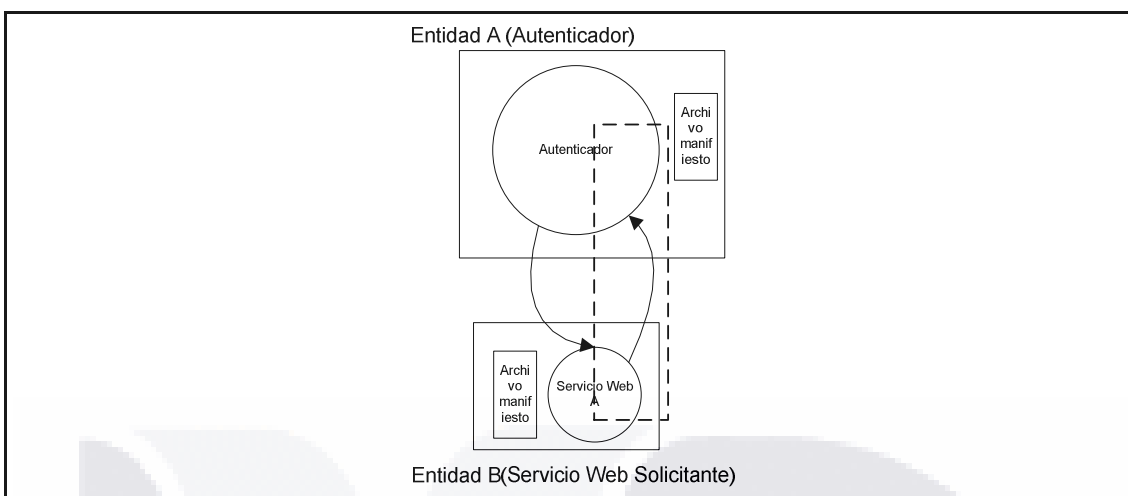 Entidad A (Autenticador)
Autenticador
Archi
vo
manif
iesto
Archi
vo
manif
iesto
Servicio Web
A
Entidad B(Servicio Web Solicitante)